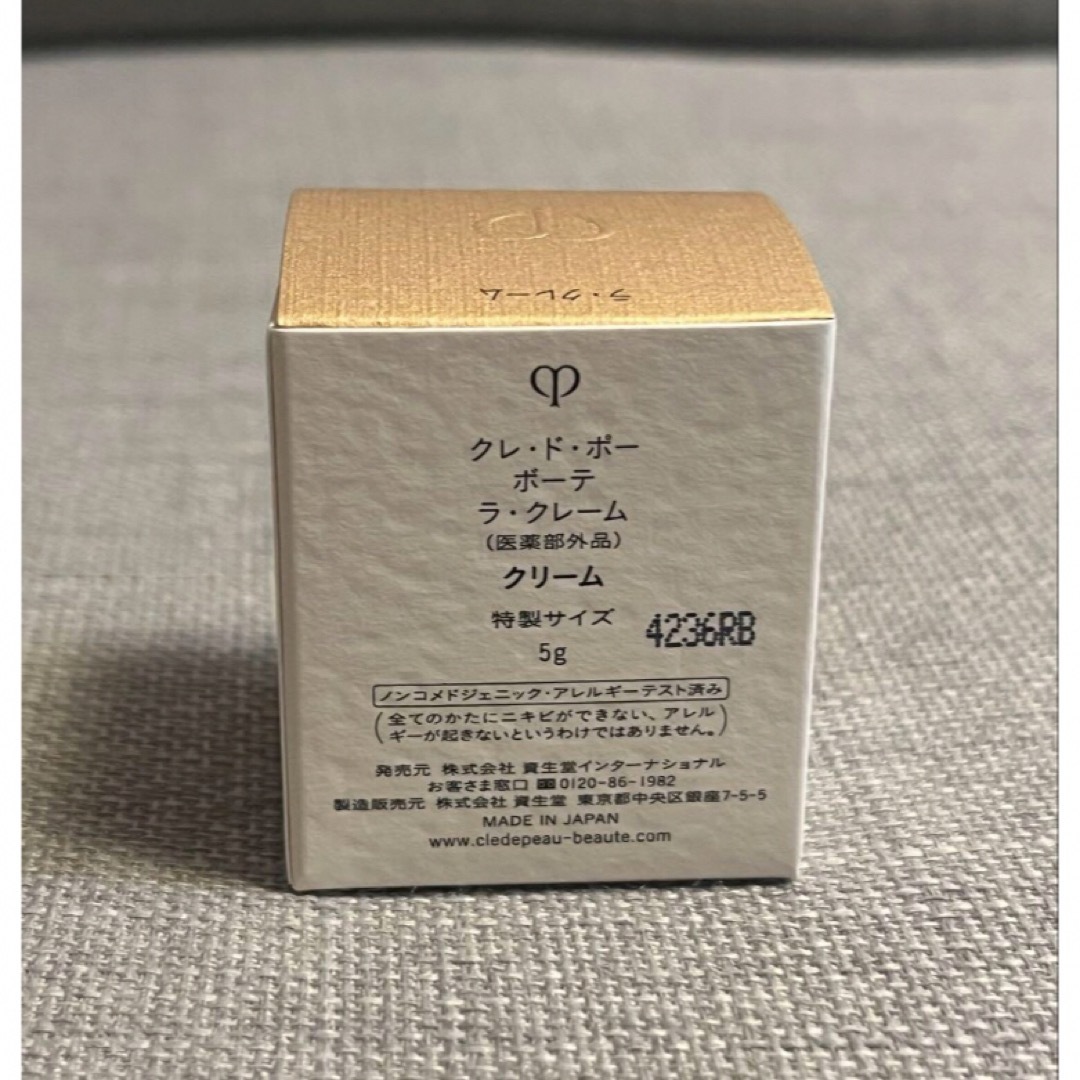 ラ・クレーム
クレ・ド・ポー
ボーテ
ラ・クレーム
(医薬部外品)
クリーム
特製サイズ
4236RB
5g
ノンコメドジェニック・アレルギーテスト済み
(全てのかたにニキビができない、アレル
ギーが起きないというわけではありません。)
発売元 株式会社 資生堂インターナショナル
お客さま窓口 0120-86-1982
製造販売元 株式会社 資生堂 東京都中央区銀座7-5-5
MADE IN JAPAN
www.cledepeau-beaute.com